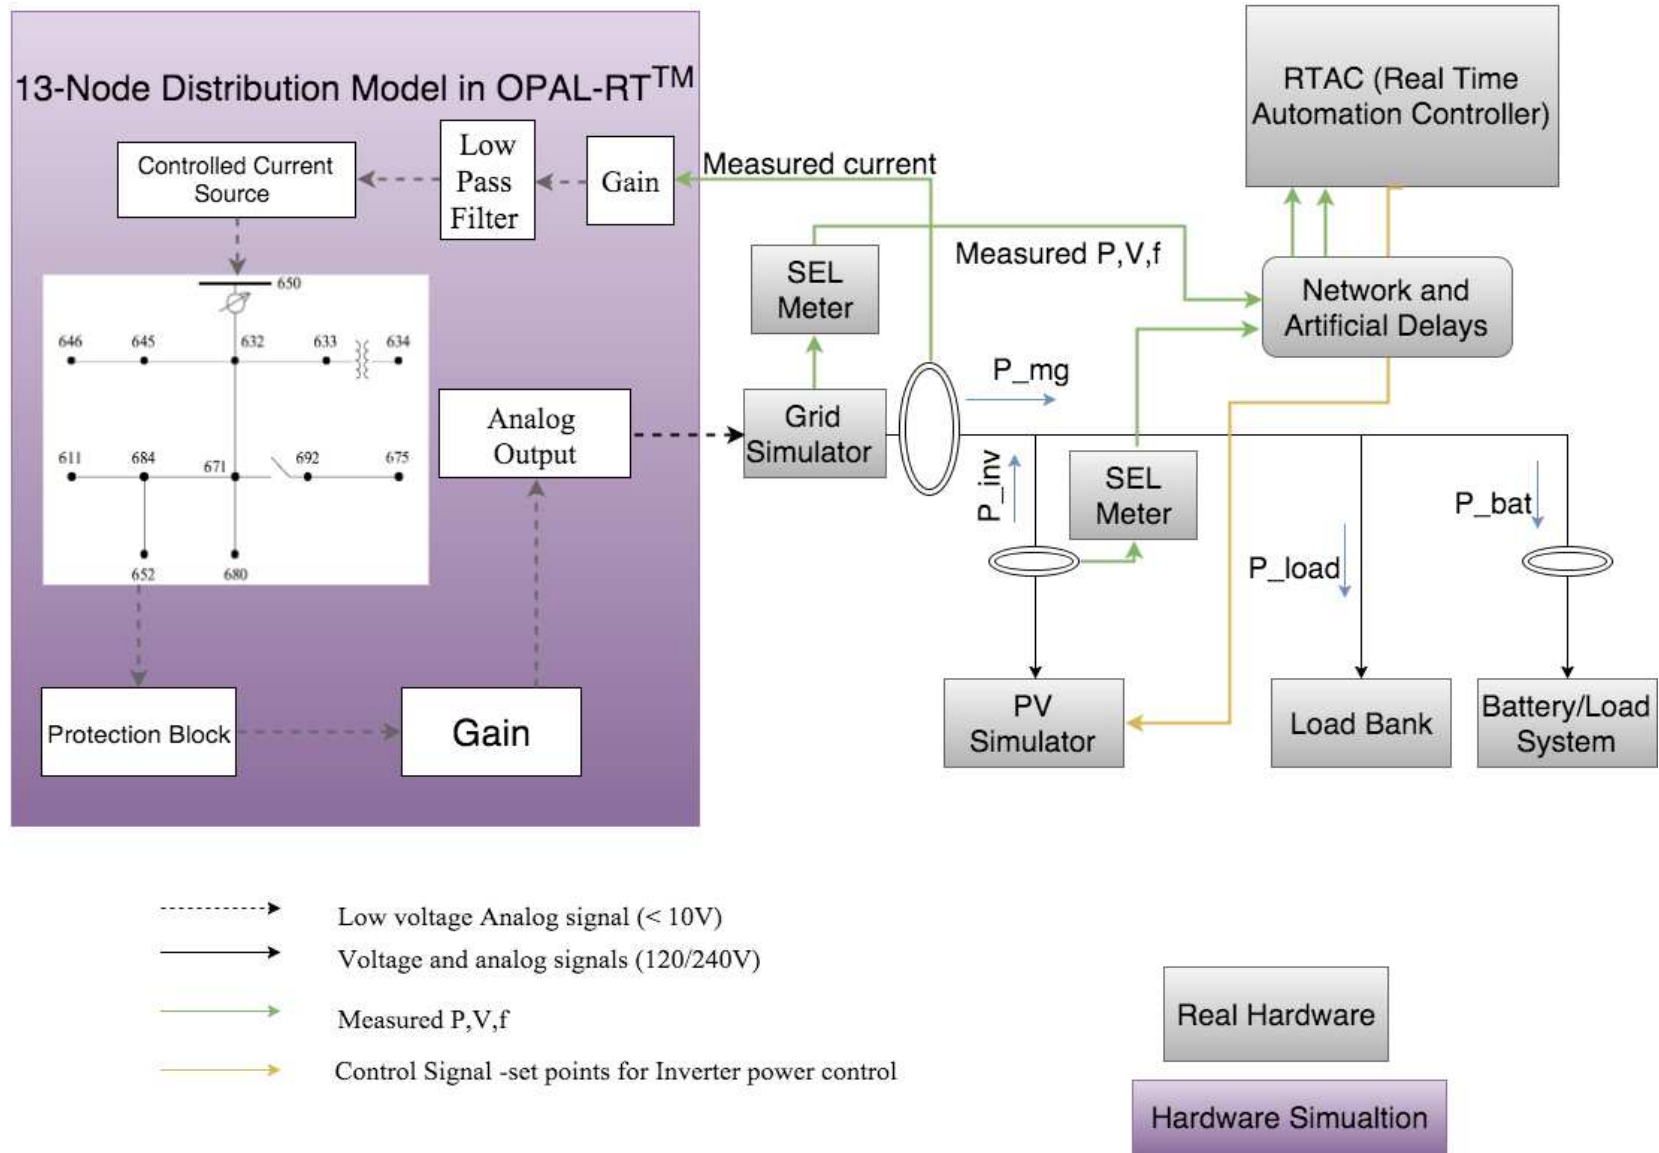 13-Node Distribution Model in OPAL-RT™
Controlled Current
Source
Low
Pass
Filter
Gain
Measured current
RTAC (Real Time
Automation Controller)
SEL
Meter
Measured P,V,f
Network and
Artificial Delays
650
646
645
632
633
634
611
684
671
692
675
652
680
Analog
Output
Grid
Simulator
P_mg
P_inv
SEL
Meter
P_load
P_bat
Protection Block
Gain
PV
Simulator
Load Bank
Battery/Load
System
Low voltage Analog signal (< 10V)
Voltage and analog signals (120/240V)
Measured P,V,f
Control Signal -set points for Inverter power control
Real Hardware
Hardware Simualtion